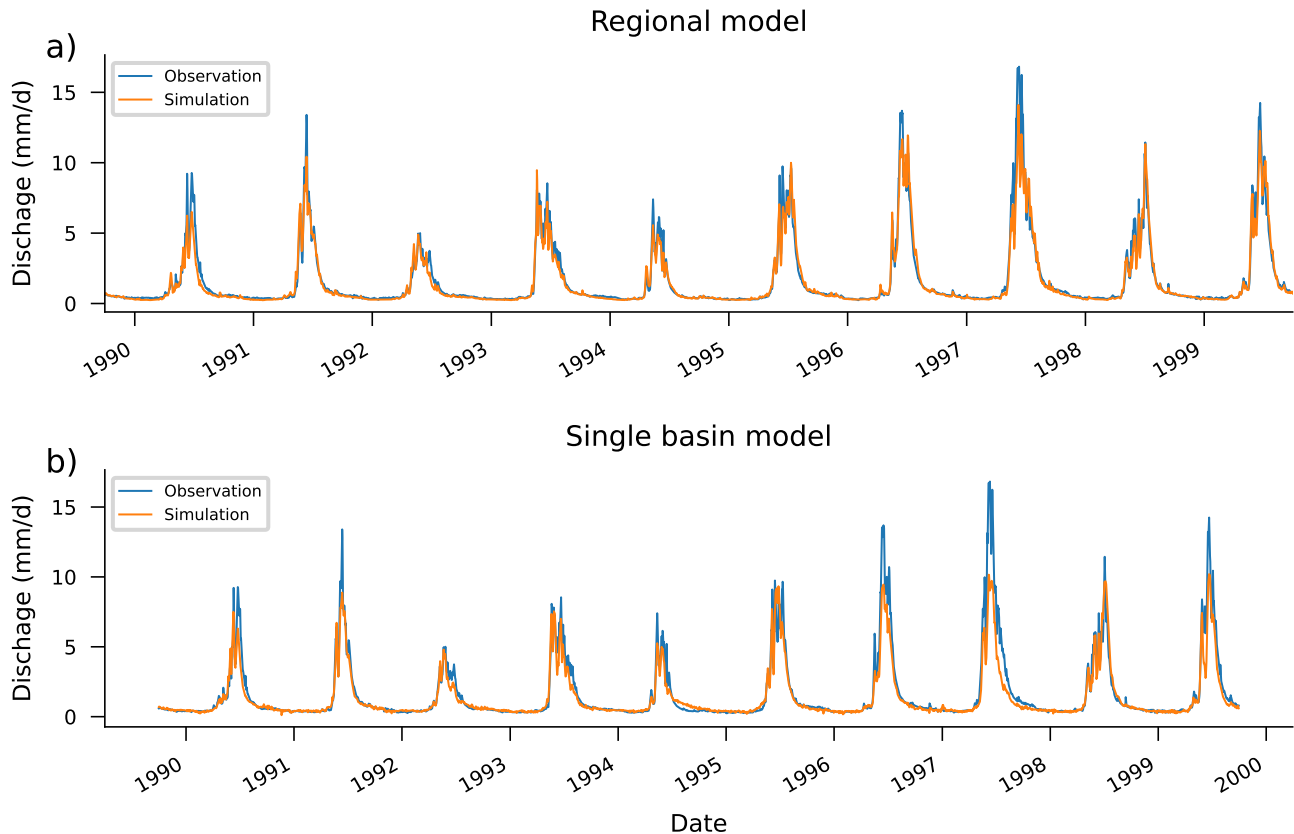 Regional model
a)
Observation
Simulation
Dischage (mm/d)
15
10
5
0
1990 1991 1992 1993 1994 1995 1996 1997 1998 1999
Single basin model
b)
Observation
Simulation
Dischage (mm/d)
15
10
5
0
1990 1991 1992 1993 1994 1995 1996 1997 1998 1999 2000
Date